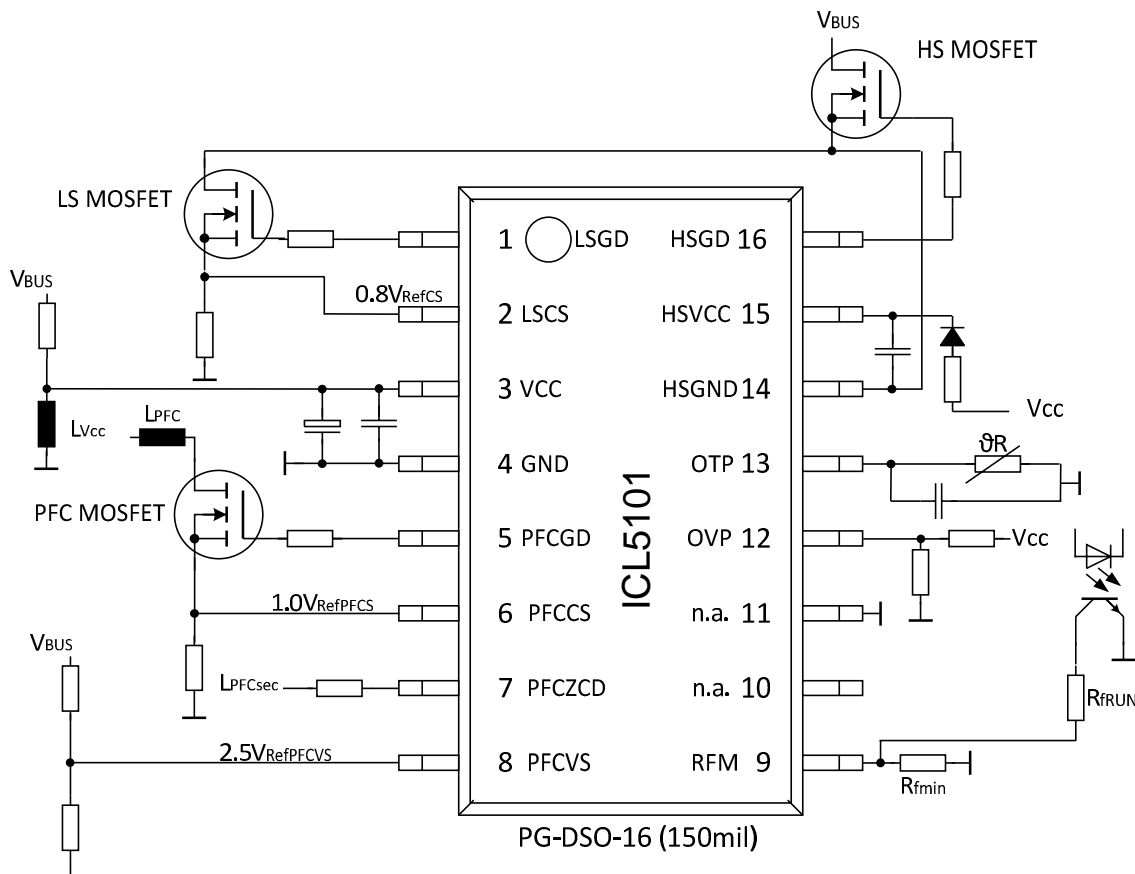 VBUS
HS MOSFET
LS MOSFET
1 LSGD HSGD 16
VBUS
0.8VRefCS
2 LSCS HSVCC 15
3 VCC HSGND 14
LVcc
LPFC
Vcc
4 GND OTP 13
ϑR
PFC MOSFET
5 PFCGD OVP 12
Vcc
ICL5101
1.0VRefPFCS
6 PFCCS n.a. 11
VBUS
LPFCsec
7 PFCZCD n.a. 10
RfRUN
2.5VRefPFCVS
8 PFCVS RFM 9
Rfmin
PG-DSO-16 (150mil)